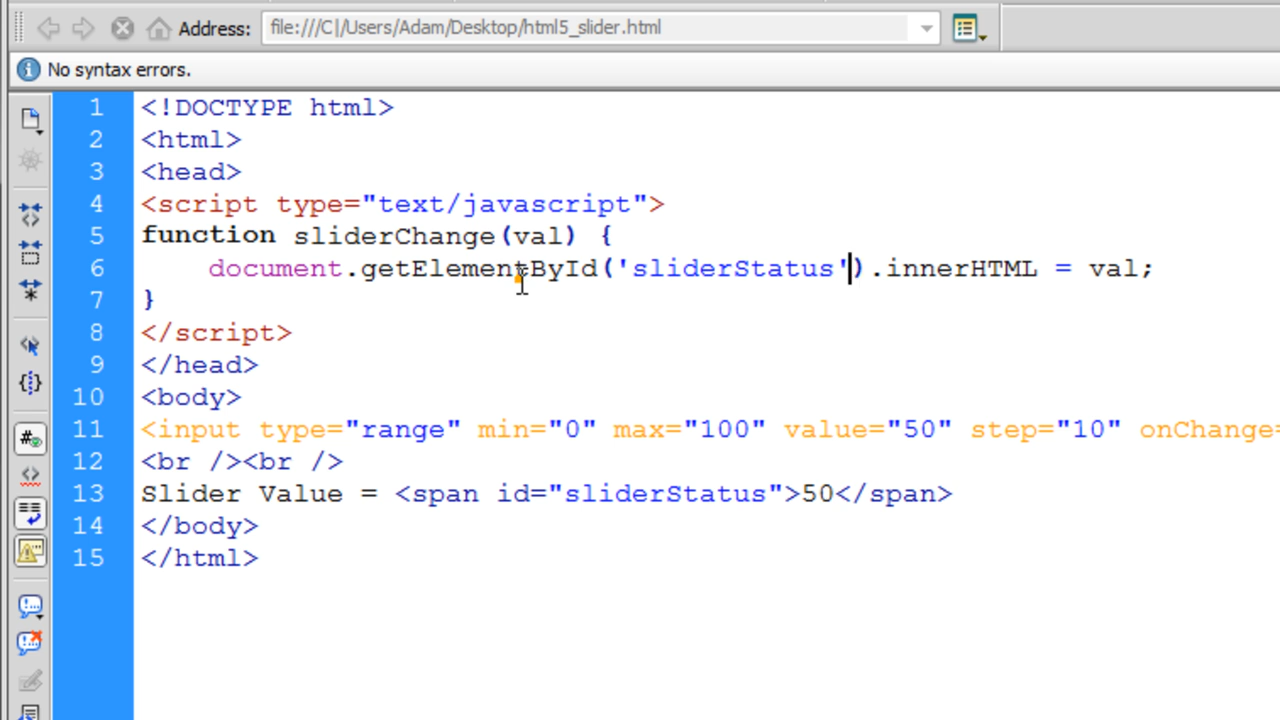 Address: file:///C|/Users/Adam/Desktop/html5_slider.html
No syntax errors.
1 <!DOCTYPE html>
2 <html>
3 <head>
4 <script type="text/javascript">
5 function sliderChange(val) {
6 document.getElementById('sliderStatus').innerHTML = val;
7 }
8 </script>
9 </head>
10 <body>
11 <input type="range" min="0" max="100" value="50" step="10" onChange=
12 <br /><br />
13 Slider Value = <span id="sliderStatus">50</span>
14 </body>
15 </html>